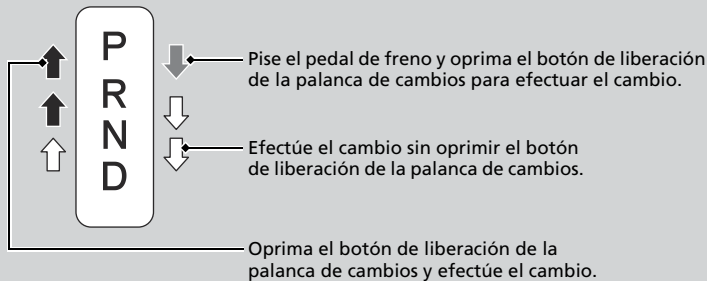 P
R
N
D
Pise el pedal de freno y oprima el botón de liberación
de la palanca de cambios para efectuar el cambio.
Efectúe el cambio sin oprimir el botón
de liberación de la palanca de cambios.
Oprima el botón de liberación de la
palanca de cambios y efectúe el cambio.